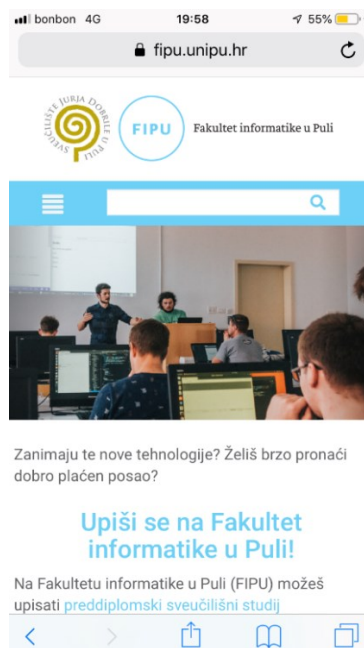 bonbon 4G 19:58 55%
fipu.unipu.hr
SVEUČILIŠTE JURJA DOBRILE U PULI
FIPU
Fakultet informatike u Puli
Zanimaju te nove tehnologije? Želiš brzo pronaći
dobro plaćen posao?
Upiši se na Fakultet
informatike u Puli!
Na Fakultetu informatike u Puli (FIPU) možeš
upisati preddiplomski sveučilišni studij